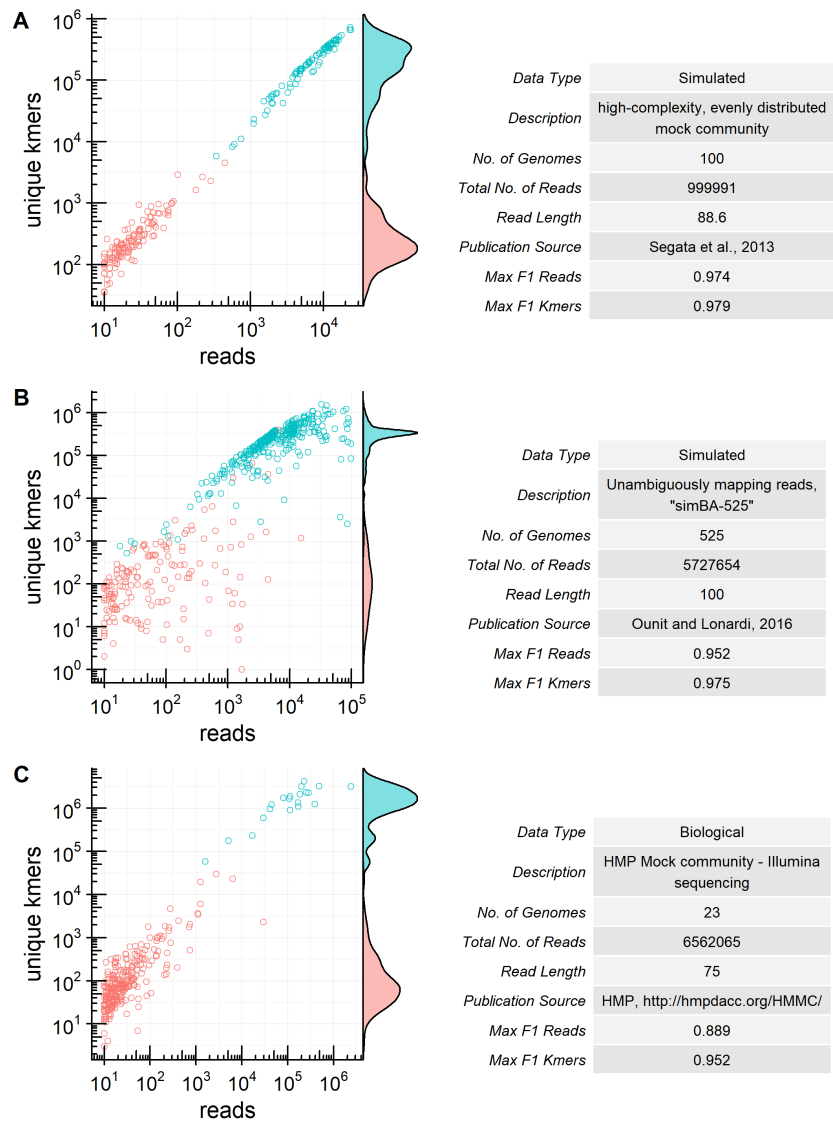 A
10^6
10^5
10^4
10^3
10^2
unique kmers
10^1
10^2
10^3
10^4
reads
Data Type Simulated
Description high-complexity, evenly distributed
mock community
No. of Genomes 100
Total No. of Reads 999991
Read Length 88.6
Publication Source Segata et al., 2013
Max F1 Reads 0.974
Max F1 Kmers 0.979
B
10^6
10^5
10^4
10^3
10^2
10^1
10^0
unique kmers
10^1
10^2
10^3
10^4
10^5
reads
Data Type Simulated
Description Unambiguously mapping reads,
"simBA-525"
No. of Genomes 525
Total No. of Reads 5727654
Read Length 100
Publication Source Ounit and Lonardi, 2016
Max F1 Reads 0.952
Max F1 Kmers 0.975
C
10^6
10^5
10^4
10^3
10^2
10^1
unique kmers
10^1
10^2
10^3
10^4
10^5
10^6
reads
Data Type Biological
Description HMP Mock community - Illumina
sequencing
No. of Genomes 23
Total No. of Reads 6562065
Read Length 75
Publication Source HMP, http://hmpdacc.org/HMMC/
Max F1 Reads 0.889
Max F1 Kmers 0.952